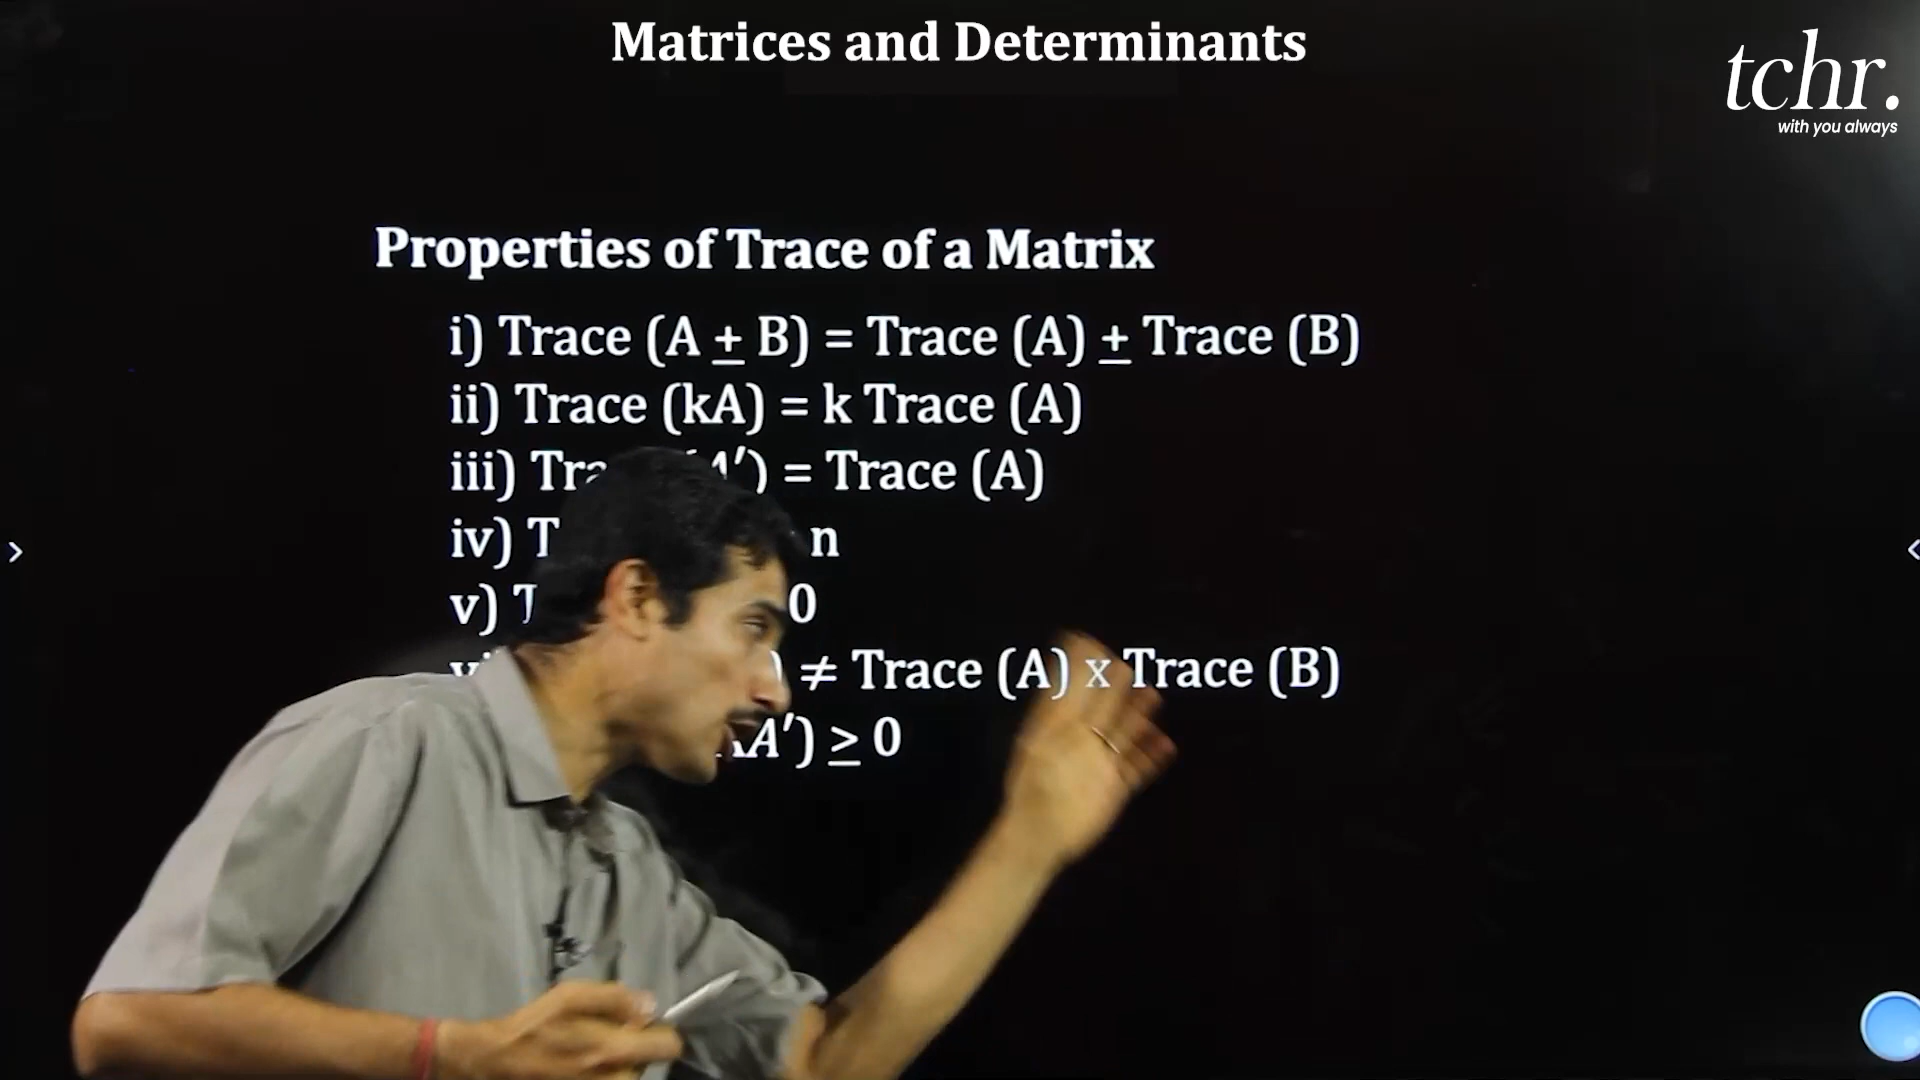 Matrices and Determinants
tchr.
with you always
Properties of Trace of a Matrix
i) Trace (A ± B) = Trace (A) ± Trace (B)
ii) Trace (kA) = k Trace (A)
iii) A′) = Trace (A)
iv) n
v) 0
≠ Trace (A) x Trace (B)
A′) ≥ 0